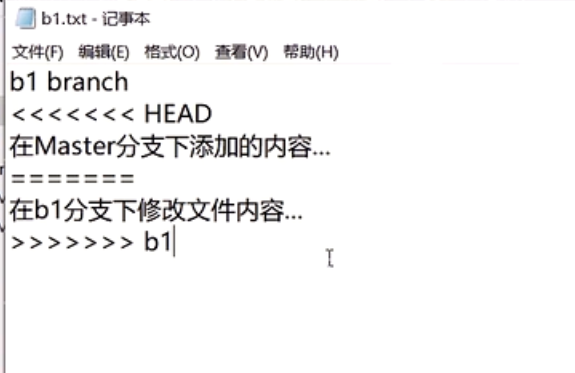 b1.txt - 记事本
文件(F) 编辑(E) 格式(O) 查看(V) 帮助(H)
b1 branch
<<<<<<< HEAD
在Master分支下添加的内容...
=======
在b1分支下修改文件内容...
>>>>>>> b1